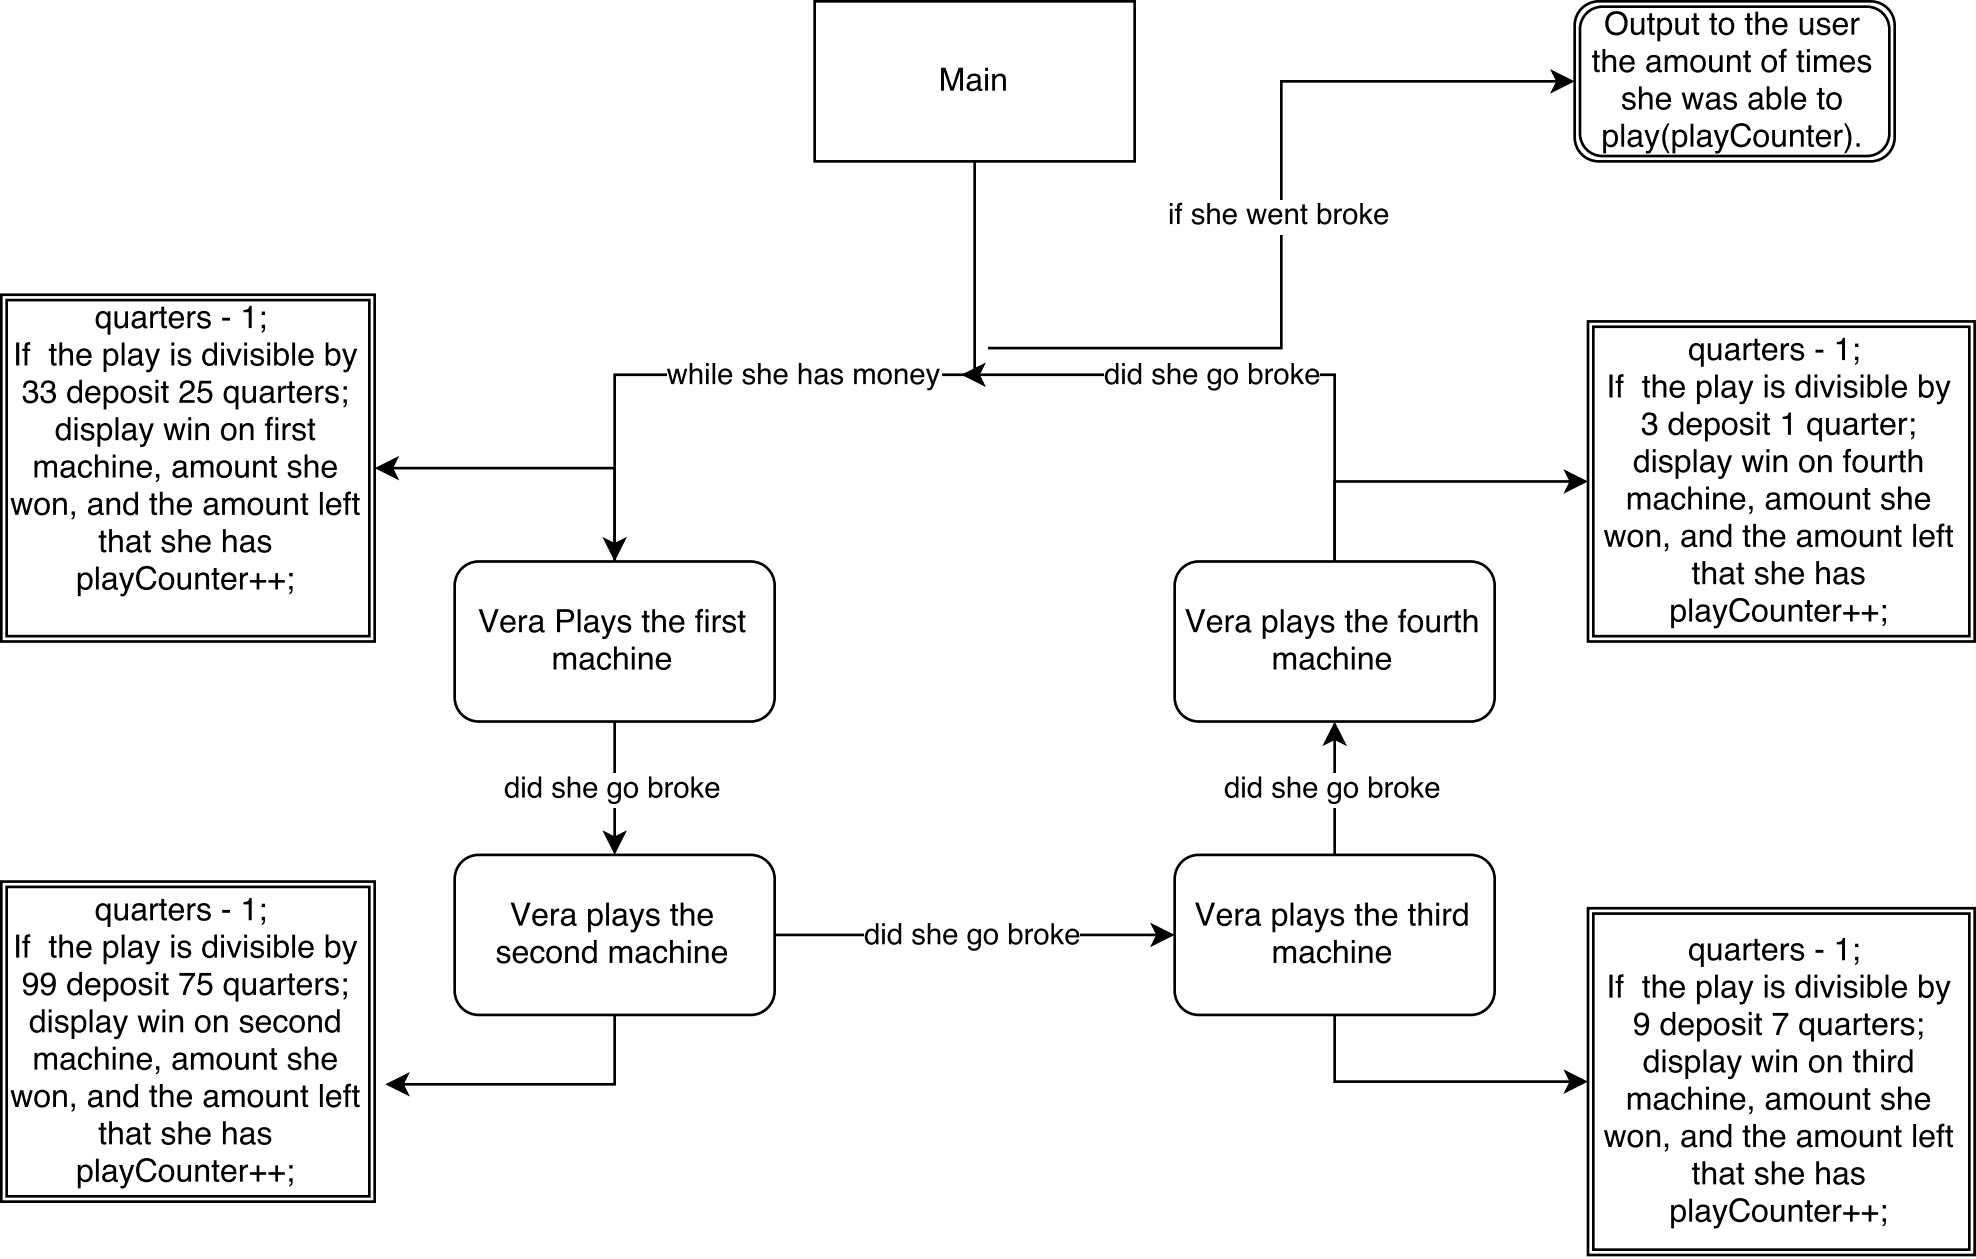 Main
Output to the user
the amount of times
she was able to
play(playCounter).
if she went broke
while she has money
did she go broke
quarters - 1;
If  the play is divisible by
33 deposit 25 quarters;
display win on first
machine, amount she
won, and the amount left
that she has
playCounter++;
quarters - 1;
If  the play is divisible by
3 deposit 1 quarter;
display win on fourth
machine, amount she
won, and the amount left
that she has
playCounter++;
Vera Plays the first
machine
Vera plays the fourth
machine
did she go broke
did she go broke
quarters - 1;
If  the play is divisible by
99 deposit 75 quarters;
display win on second
machine, amount she
won, and the amount left
that she has
playCounter++;
Vera plays the
second machine
did she go broke
Vera plays the third
machine
quarters - 1;
If  the play is divisible by
9 deposit 7 quarters;
display win on third
machine, amount she
won, and the amount left
that she has
playCounter++;